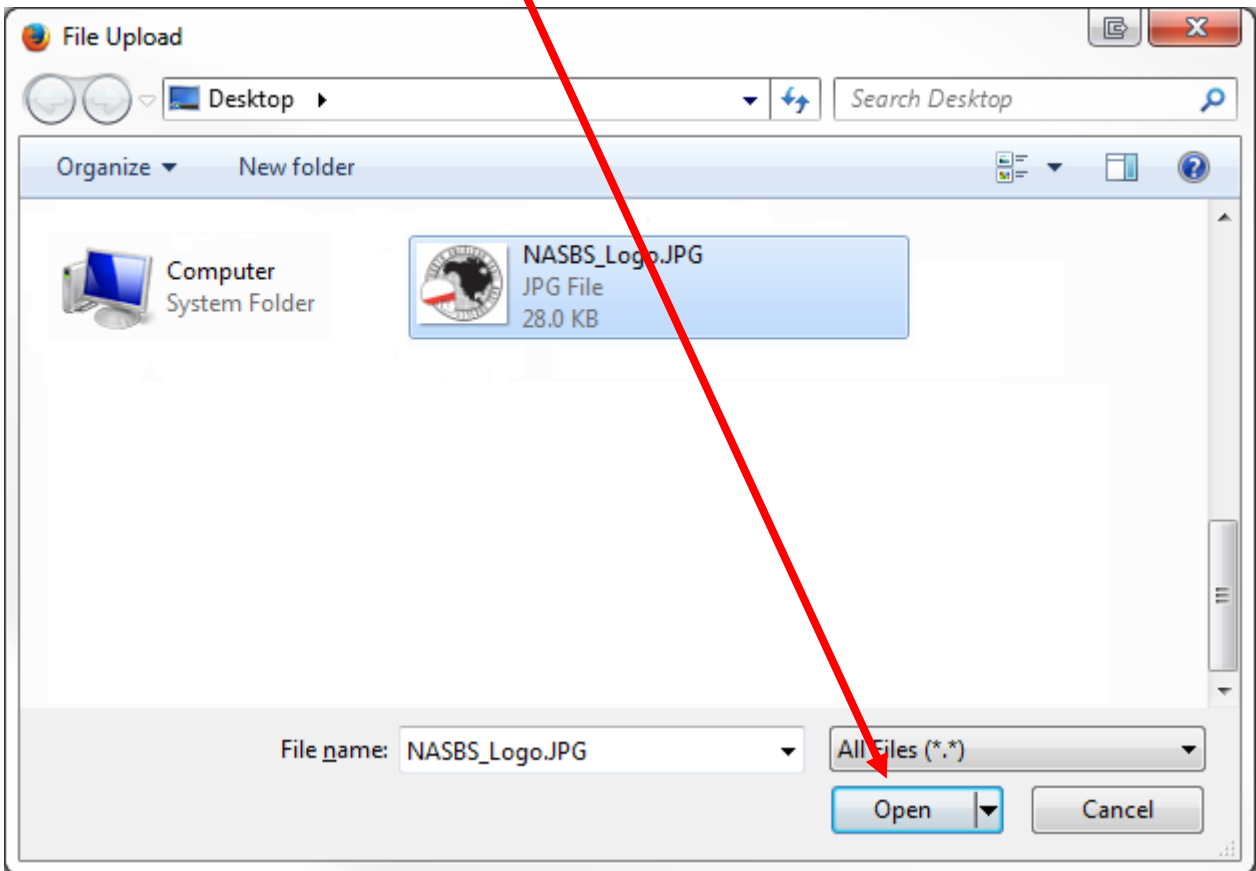 File Upload
Desktop
Search Desktop
Organize
New folder
Computer
System Folder
NASBS_Logo.JPG
JPG File
28.0 KB
File name:
NASBS_Logo.JPG
All Files (*.*)
Open
Cancel